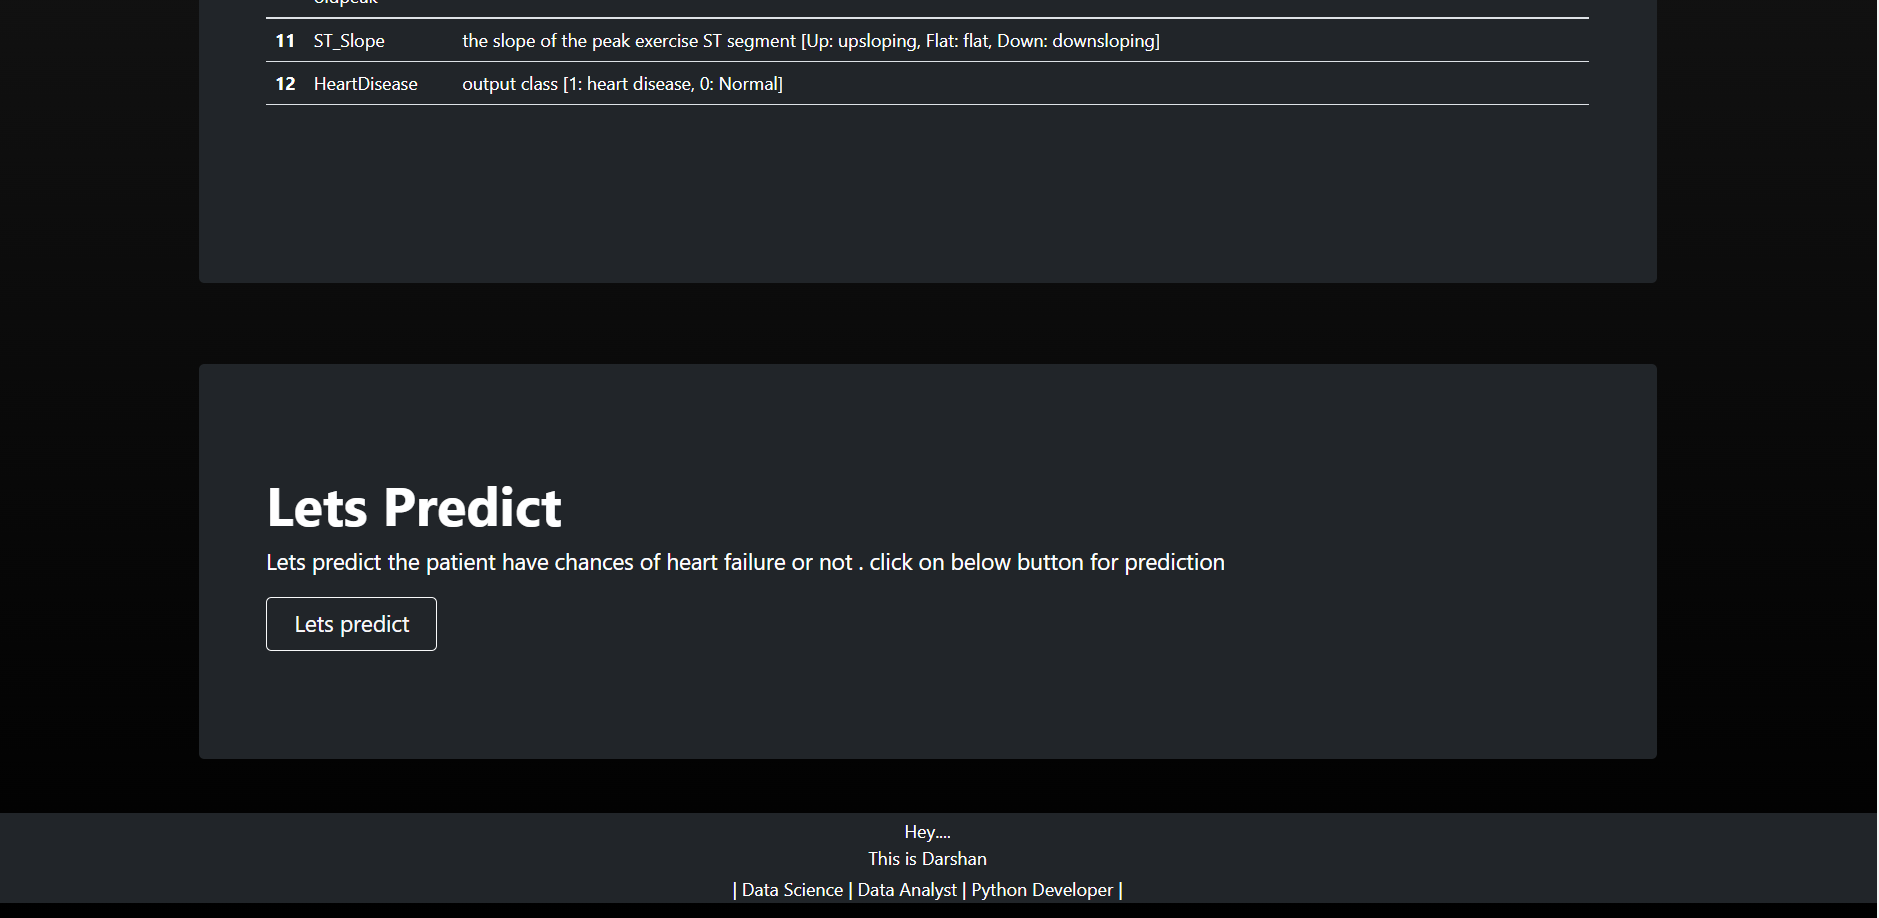 oldpeak
11 ST_Slope the slope of the peak exercise ST segment [Up: upsloping, Flat: flat, Down: downsloping]
12 HeartDisease output class [1: heart disease, 0: Normal]
Lets Predict
Lets predict the patient have chances of heart failure or not . click on below button for prediction
Lets predict
Hey....
This is Darshan
| Data Science | Data Analyst | Python Developer |